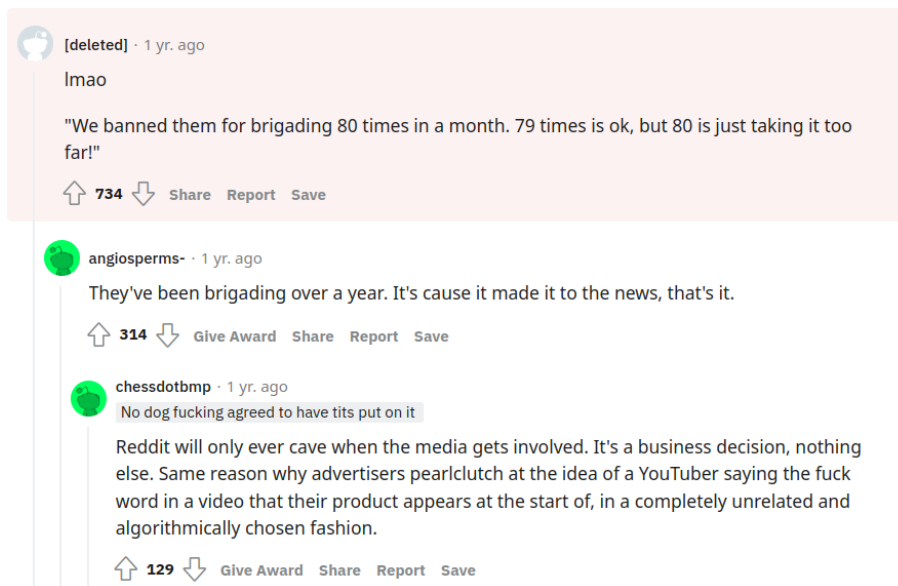 [deleted] · 1 yr. ago
lmao
"We banned them for brigading 80 times in a month. 79 times is ok, but 80 is just taking it too
far!"
734 Share Report Save
angiosperms- · 1 yr. ago
They've been brigading over a year. It's cause it made it to the news, that's it.
314 Give Award Share Report Save
chessdotbmp · 1 yr. ago
No dog fucking agreed to have tits put on it
Reddit will only ever cave when the media gets involved. It's a business decision, nothing
else. Same reason why advertisers pearlclutch at the idea of a YouTuber saying the fuck
word in a video that their product appears at the start of, in a completely unrelated and
algorithmically chosen fashion.
129 Give Award Share Report Save